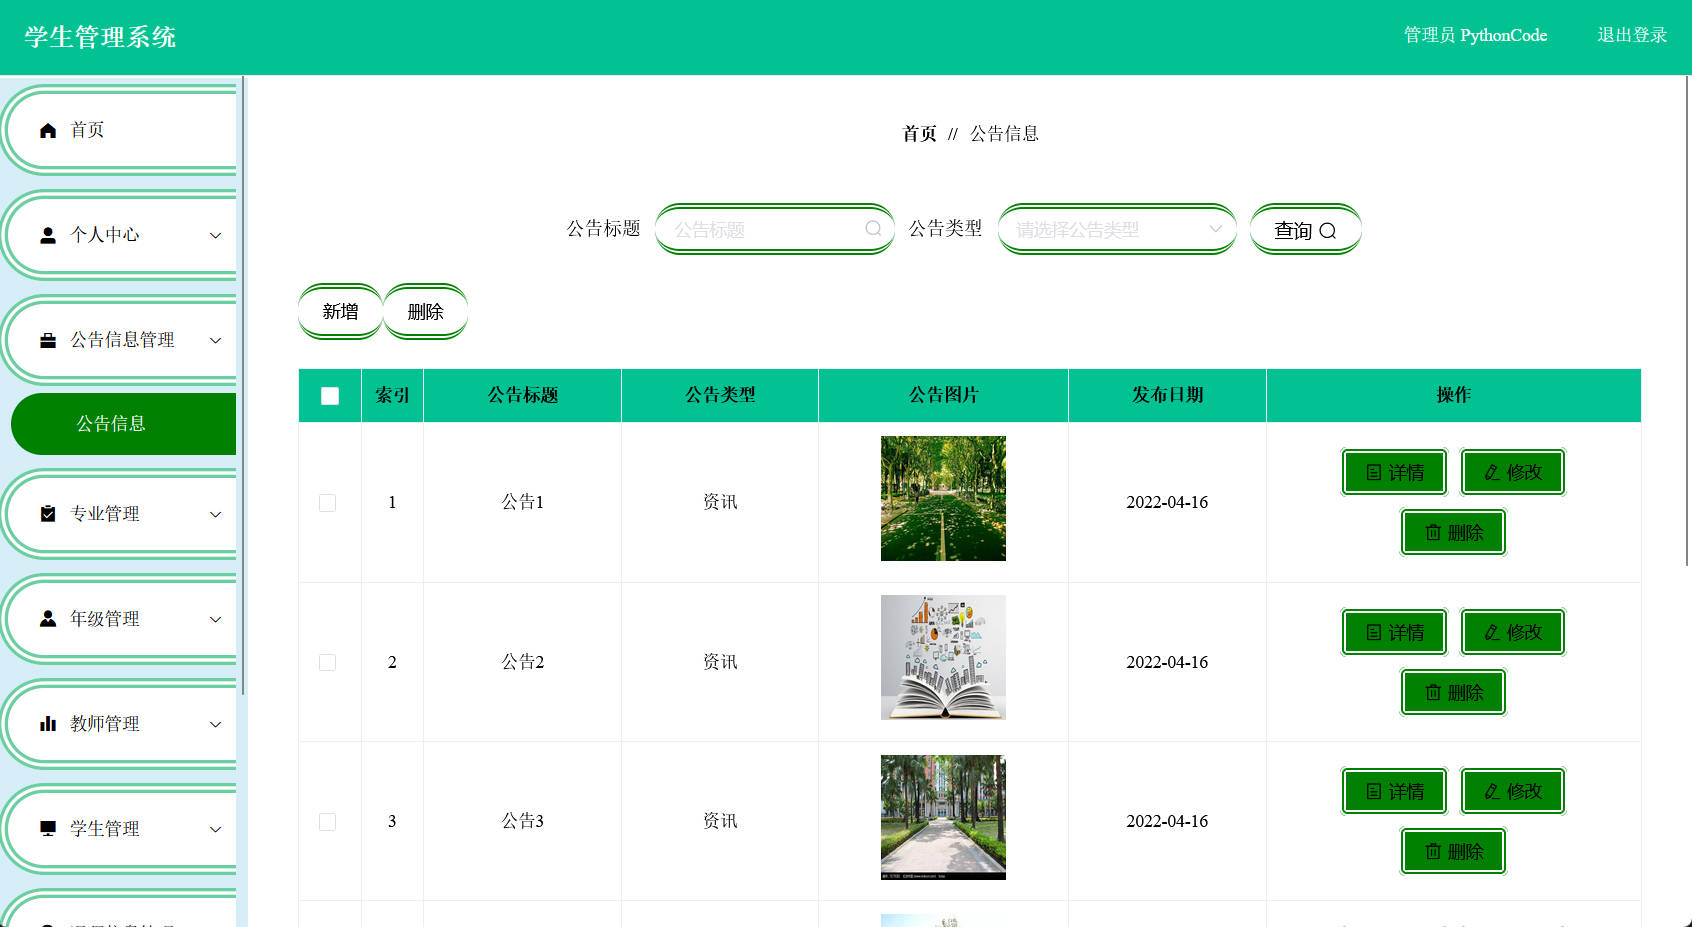 学生管理系统
管理员 PythonCode
退出登录
首页
个人中心
公告信息管理
公告信息
专业管理
年级管理
教师管理
学生管理
首页 // 公告信息
公告标题 公告标题 公告类型 请选择公告类型 查询
新增 删除
索引 公告标题 公告类型 公告图片 发布日期 操作
1 公告1 资讯 2022-04-16 详情 修改
删除
2 公告2 资讯 2022-04-16 详情 修改
删除
3 公告3 资讯 2022-04-16 详情 修改
删除